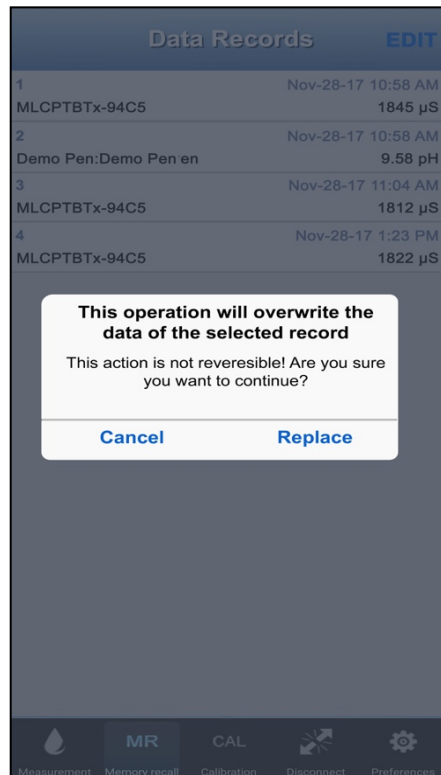 Data Records EDIT
1 Nov-28-17 10:58 AM
MLCPTBTx-94C5 1845 µS
2 Nov-28-17 10:58 AM
Demo Pen:Demo Pen en 9.58 pH
3 Nov-28-17 11:04 AM
MLCPTBTx-94C5 1812 µS
4 Nov-28-17 1:23 PM
MLCPTBTx-94C5 1822 µS
This operation will overwrite the
data of the selected record
This action is not reveresible! Are you sure
you want to continue?
Cancel Replace
MR CAL
Measurement Memory recall Calibration Disconnect Preferences